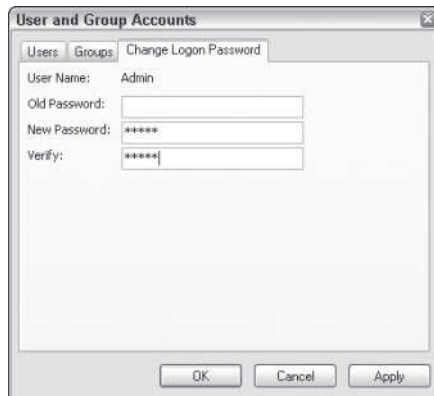 User and Group Accounts
Users Groups Change Logon Password
User Name: Admin
Old Password:
New Password: *****
Verify: *****
OK Cancel Apply